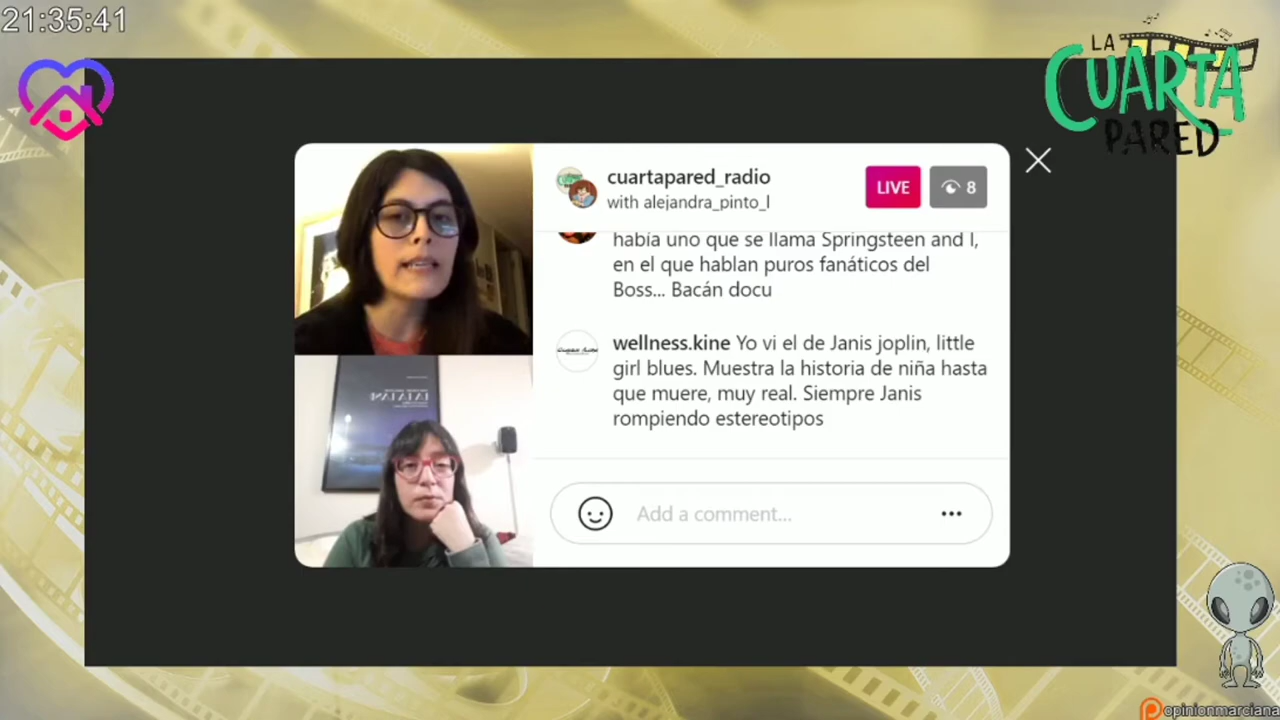 21:35:41
LA
CUARTA
PARED
cuartapared_radio
with alejandra_pinto_l
LIVE
8
había uno que se llama Springsteen and I,
en el que hablan puros fanáticos del
Boss... Bacán docu
wellness.kine Yo vi el de Janis joplin, little
girl blues. Muestra la historia de niña hasta
que muere, muy real. Siempre Janis
rompiendo estereotipos
Add a comment...
opinionmarciana